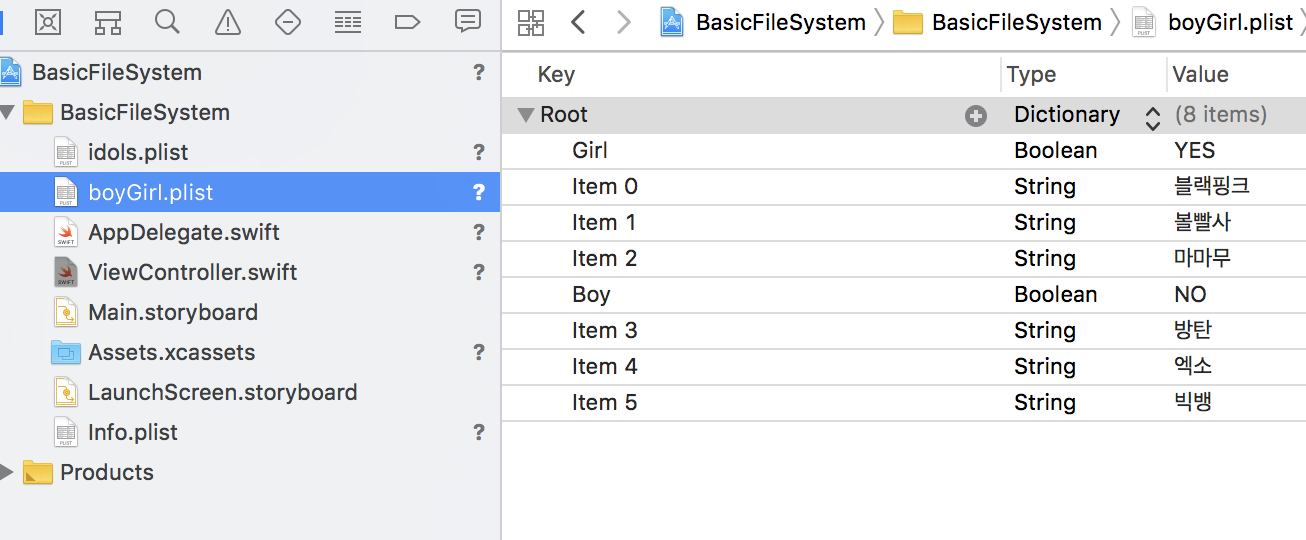 BasicFileSystem ?
BasicFileSystem
idols.plist ?
boyGirl.plist ?
AppDelegate.swift ?
ViewController.swift ?
Main.storyboard
Assets.xcassets ?
LaunchScreen.storyboard
Info.plist ?
Products
BasicFileSystem BasicFileSystem boyGirl.plist
Key Type Value
Root Dictionary (8 items)
Girl Boolean YES
Item 0 String 블랙핑크
Item 1 String 볼빨사
Item 2 String 마마무
Boy Boolean NO
Item 3 String 방탄
Item 4 String 엑소
Item 5 String 빅뱅